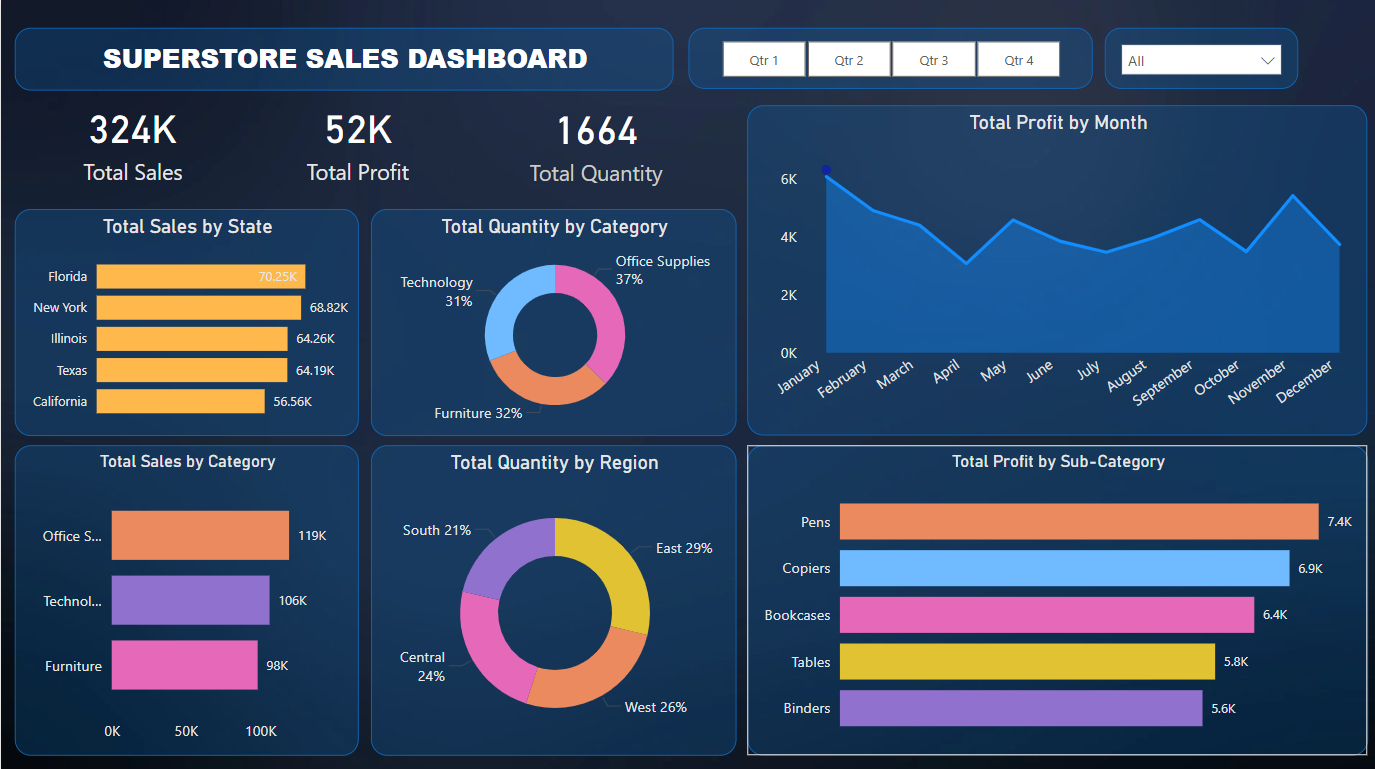 SUPERSTORE SALES DASHBOARD
Qtr 1
Qtr 2
Qtr 3
Qtr 4
All
324K
Total Sales
52K
Total Profit
1664
Total Quantity
Total Profit by Month
6K
4K
2K
0K
January
February
March
April
May
June
July
August
September
October
November
December
Total Sales by State
Florida
70.25K
New York
68.82K
Illinois
64.26K
Texas
64.19K
California
56.56K
Total Quantity by Category
Office Supplies
37%
Technology
31%
Furniture 32%
Total Sales by Category
Office S...
119K
Technol...
106K
Furniture
98K
0K
50K
100K
Total Quantity by Region
South 21%
East 29%
Central
24%
West 26%
Total Profit by Sub-Category
Pens
7.4K
Copiers
6.9K
Bookcases
6.4K
Tables
5.8K
Binders
5.6K